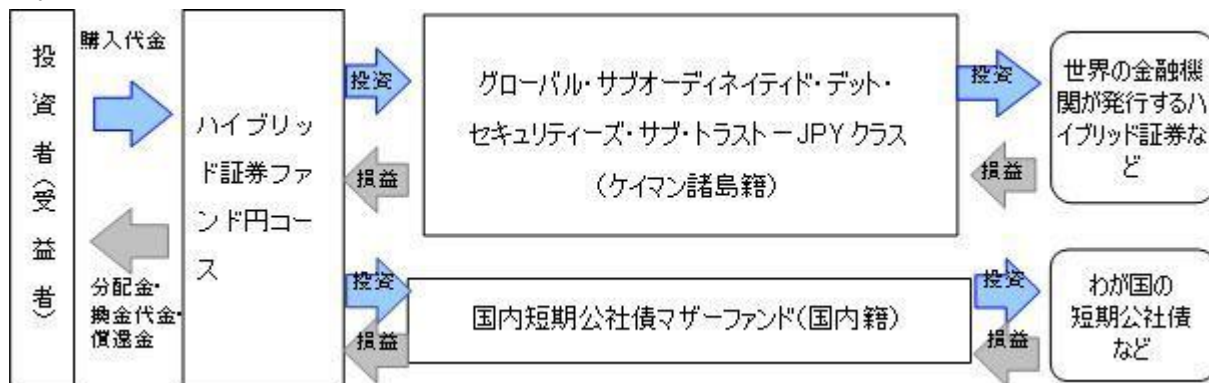 投資者（受益者）
購入代金
分配金・
換金代金・
償還金
ハイブリッ
ド証券ファ
ンド円コー
ス
投資
損益
グローバル・サブオーディネイティド・デット・
セキュリティーズ・サブ・トラスト－JPYクラス
（ケイマン諸島籍）
投資
損益
世界の金融機
関が発行するハ
イブリッド証券な
ど
投資
損益
国内短期公社債マザーファンド（国内籍）
投資
損益
わが国の
短期公社債
など